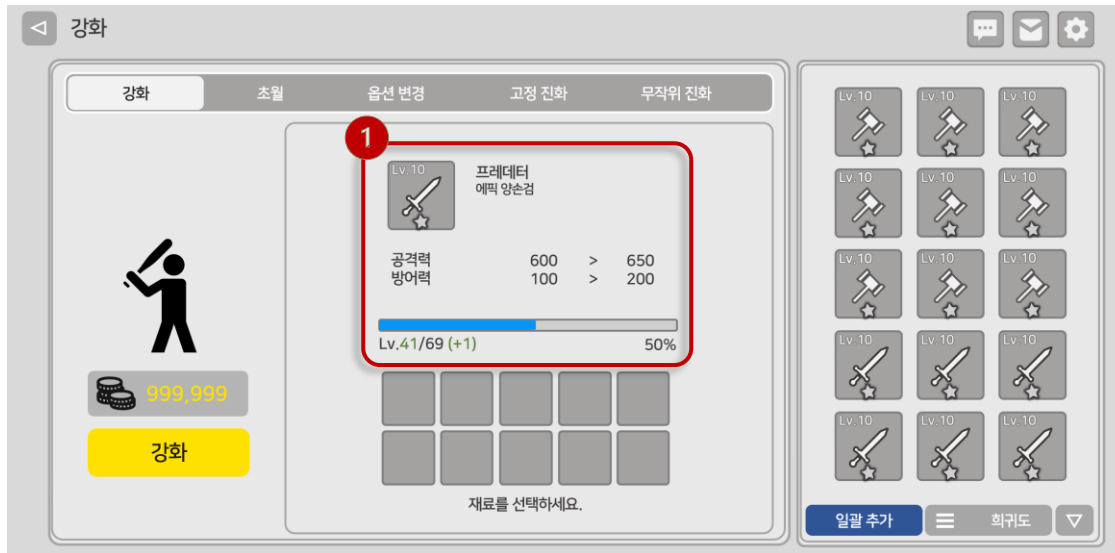 강화
강화 초월 옵션 변경 고정 진화 무작위 진화
1
Lv.10
프레데터
에픽 양손검
공격력 600 > 650
방어력 100 > 200
Lv.41/69 (+1) 50%
999,999
강화
재료를 선택하세요.
Lv.10 Lv.10 Lv.10
Lv.10 Lv.10 Lv.10
Lv.10 Lv.10 Lv.10
Lv.10 Lv.10 Lv.10
Lv.10 Lv.10 Lv.10
일괄 추가 희귀도